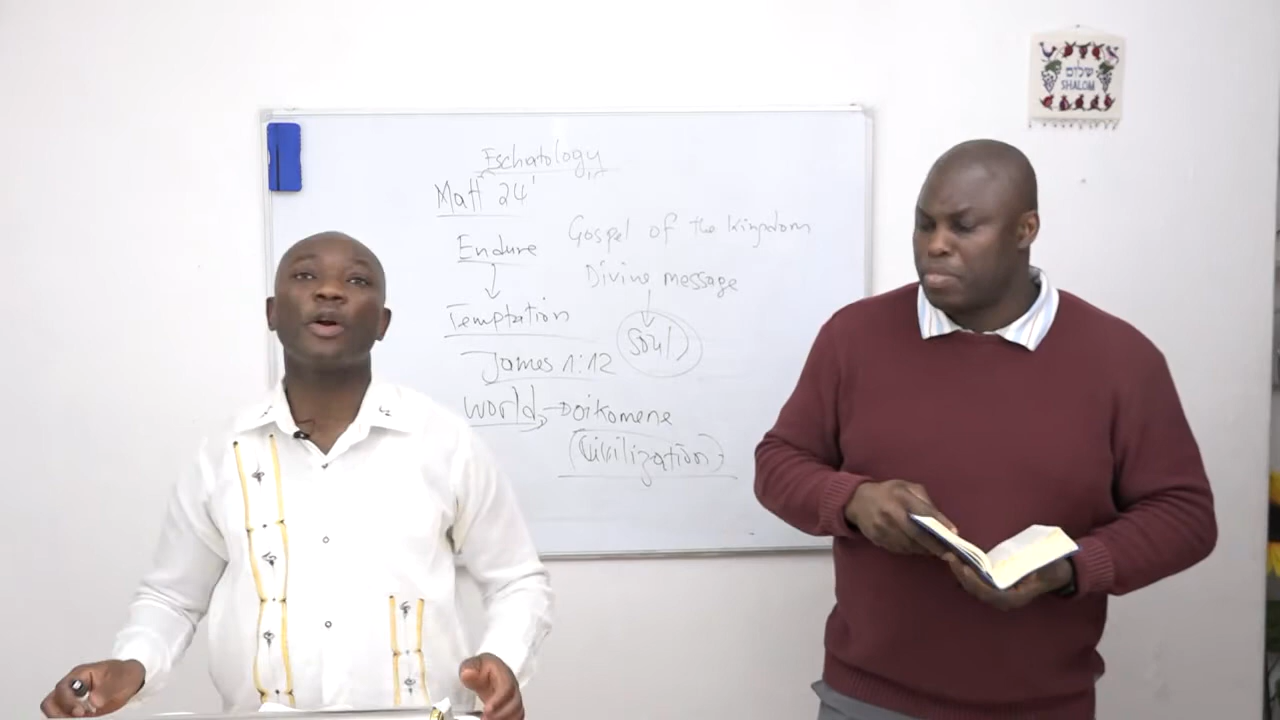 Eschatology
Matt 24
Endure
Temptation
James 1:12
World, - Doikomene
(Civilization)
Gospel of the kingdom
Divine message
Soul
שלום
SHALOM